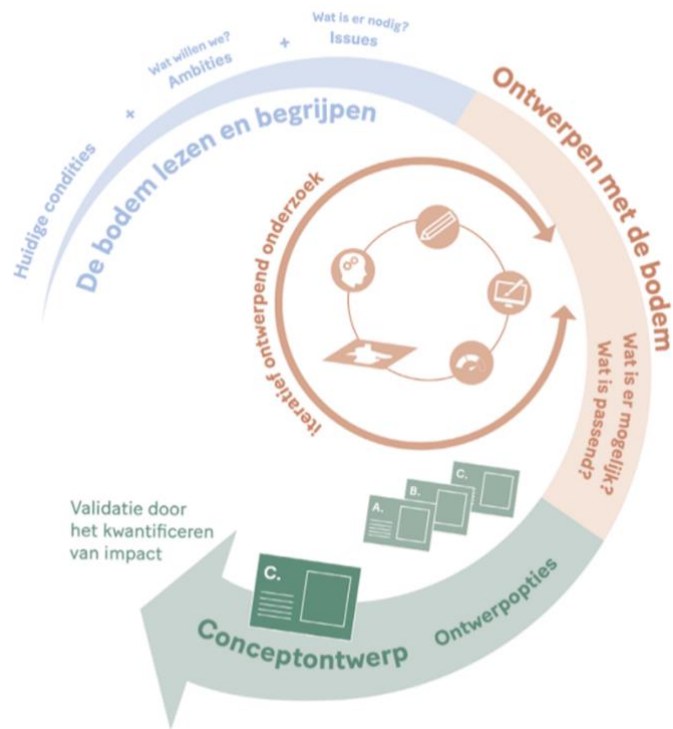 Huidige condities
+
Wat willen we?
Ambities
+
Wat is er nodig?
Issues
De bodem lezen en begrijpen
Ontwerpen met de bodem
Wat is er mogelijk?
Wat is passend?
iteratief ontwerpend onderzoek
A.
B.
C.
Ontwerpopties
C.
Conceptontwerp
Validatie door
het kwantificeren
van impact